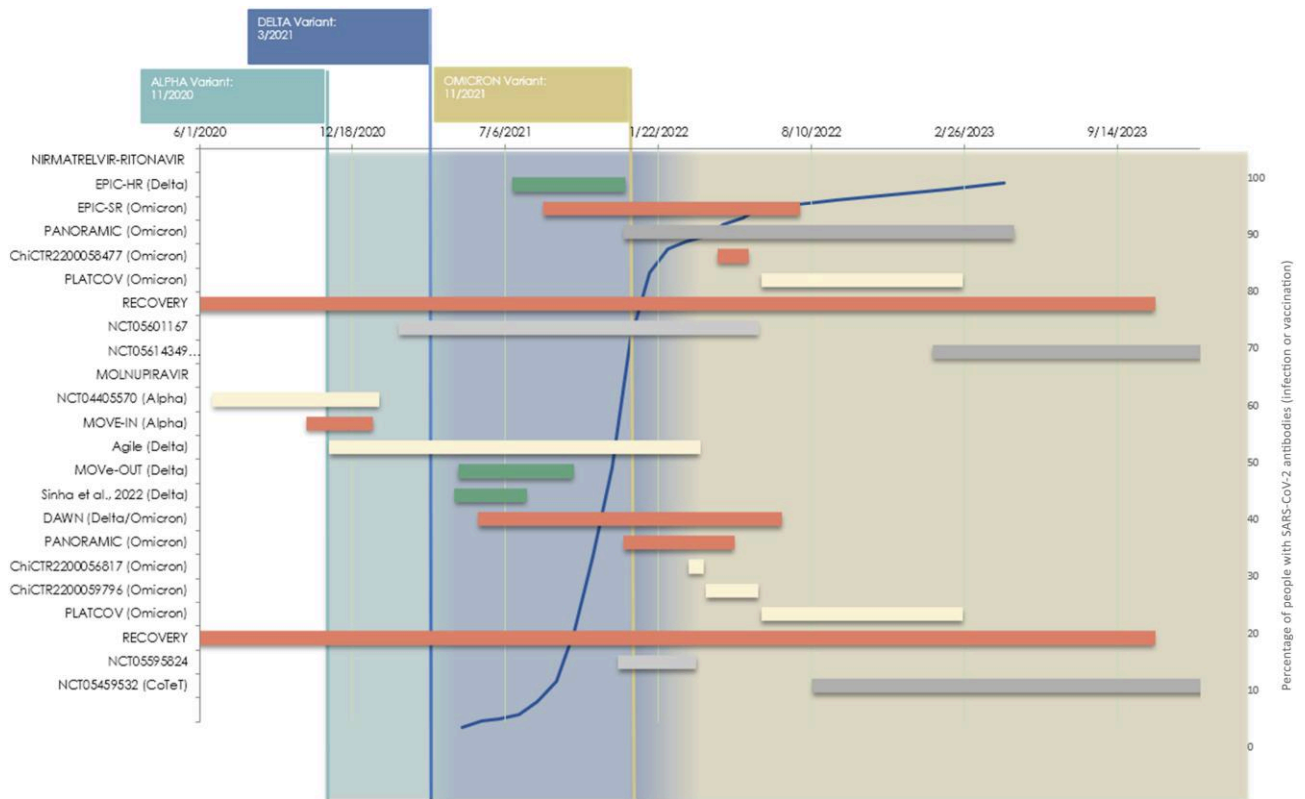 DELTA Variant:
3/2021
ALPHA Variant:
11/2020
OMICRON Variant:
11/2021
6/1/2020
12/18/2020
7/6/2021
1/22/2022
8/10/2022
2/26/2023
9/14/2023
NIRMATRELVIR-RITONAVIR
EPIC-HR (Delta)
EPIC-SR (Omicron)
PANORAMIC (Omicron)
ChiCTR2200058477 (Omicron)
PLATCOV (Omicron)
RECOVERY
NCT05601167
NCT05614349...
MOLNUPIRAVIR
NCT04405570 (Alpha)
MOVE-IN (Alpha)
Agile (Delta)
MOVe-OUT (Delta)
Sinha et al., 2022 (Delta)
DAWN (Delta/Omicron)
PANORAMIC (Omicron)
ChiCTR2200056817 (Omicron)
ChiCTR2200059796 (Omicron)
PLATCOV (Omicron)
RECOVERY
NCT05595824
NCT05459532 (CoTeT)
100
90
80
70
60
50
40
30
20
10
0
Percentage of people with SARS-CoV-2 antibodies (infection or vaccination)